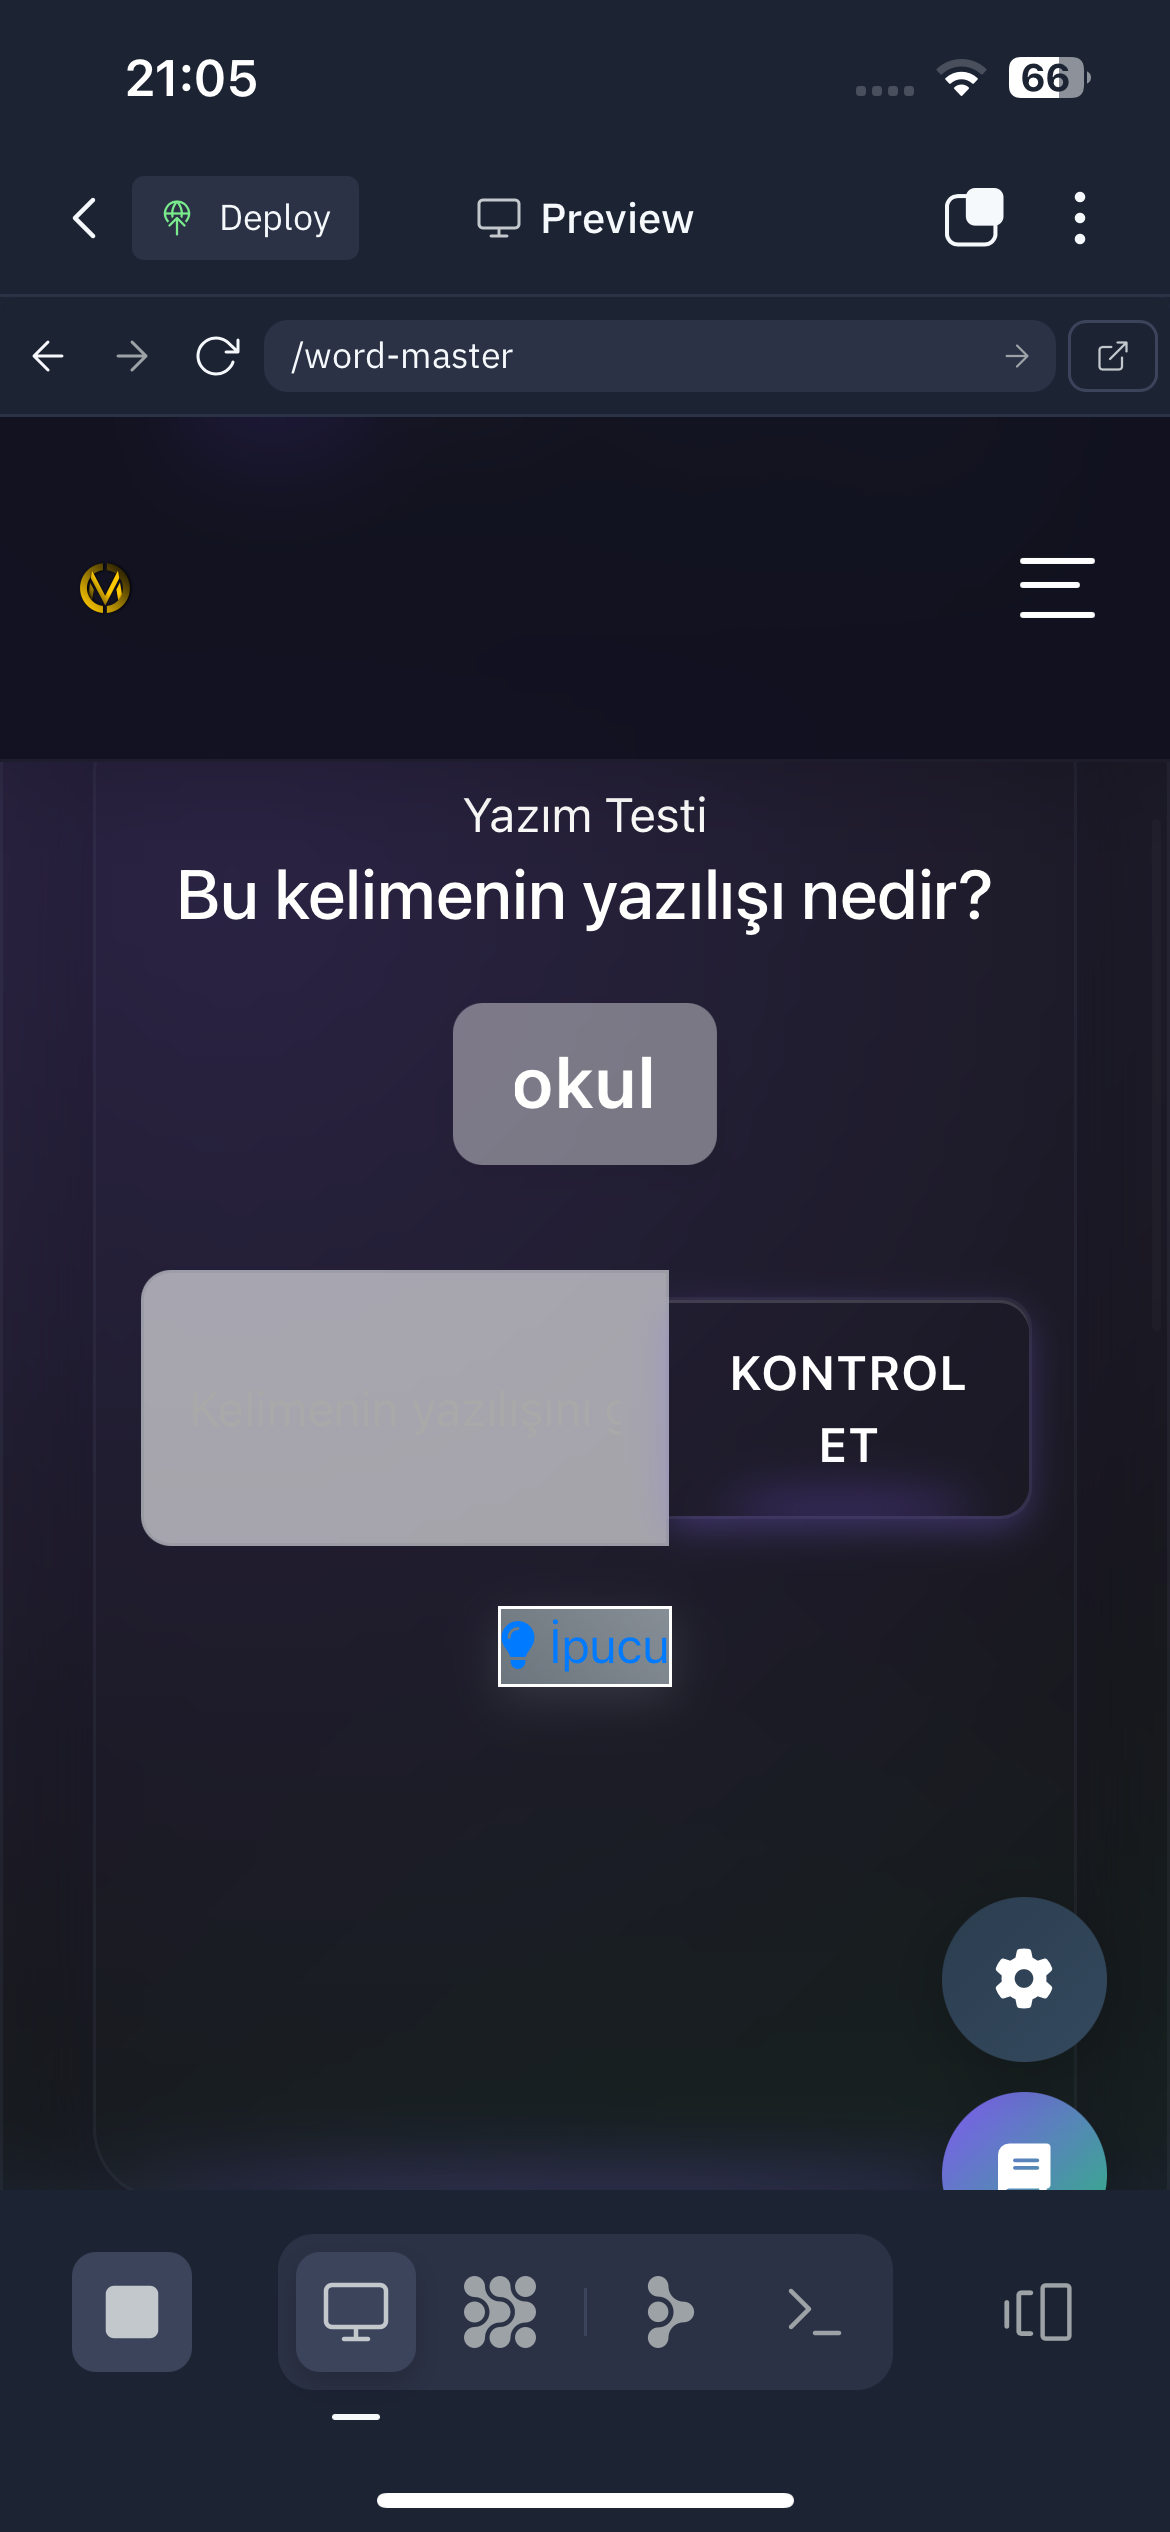 21:05
66
Deploy
Preview
/word-master
Yazım Testi
Bu kelimenin yazılışı nedir?
okul
Kelimenin yazılışını
KONTROL
ET
İpucu